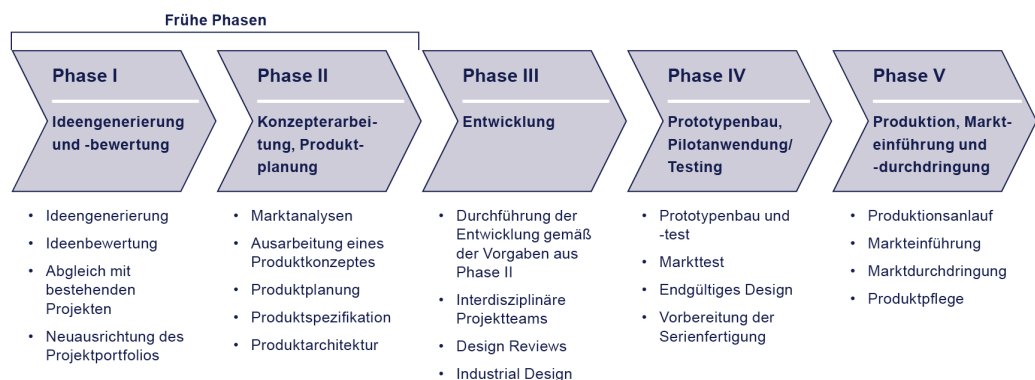 Frühe Phasen
Phase I
Ideengenerierung
und -bewertung
• Ideengenerierung
• Ideenbewertung
• Abgleich mit
bestehenden
Projekten
• Neuausrichtung des
Projektportfolios
Phase II
Konzepterarbei-
tung, Produkt-
planung
• Marktanalysen
• Ausarbeitung eines
Produktkonzeptes
• Produktplanung
• Produktspezifikation
• Produktarchitektur
Phase III
Entwicklung
• Durchführung der
Entwicklung gemäß
der Vorgaben aus
Phase II
• Interdisziplinäre
Projektteams
• Design Reviews
• Industrial Design
Phase IV
Prototypenbau,
Pilotanwendung/
Testing
• Prototypenbau und
-test
• Markttest
• Endgültiges Design
• Vorbereitung der
Serienfertigung
Phase V
Produktion, Markt-
einführung und
-durchdringung
• Produktionsanlauf
• Markteinführung
• Marktdurchdringung
• Produktpflege